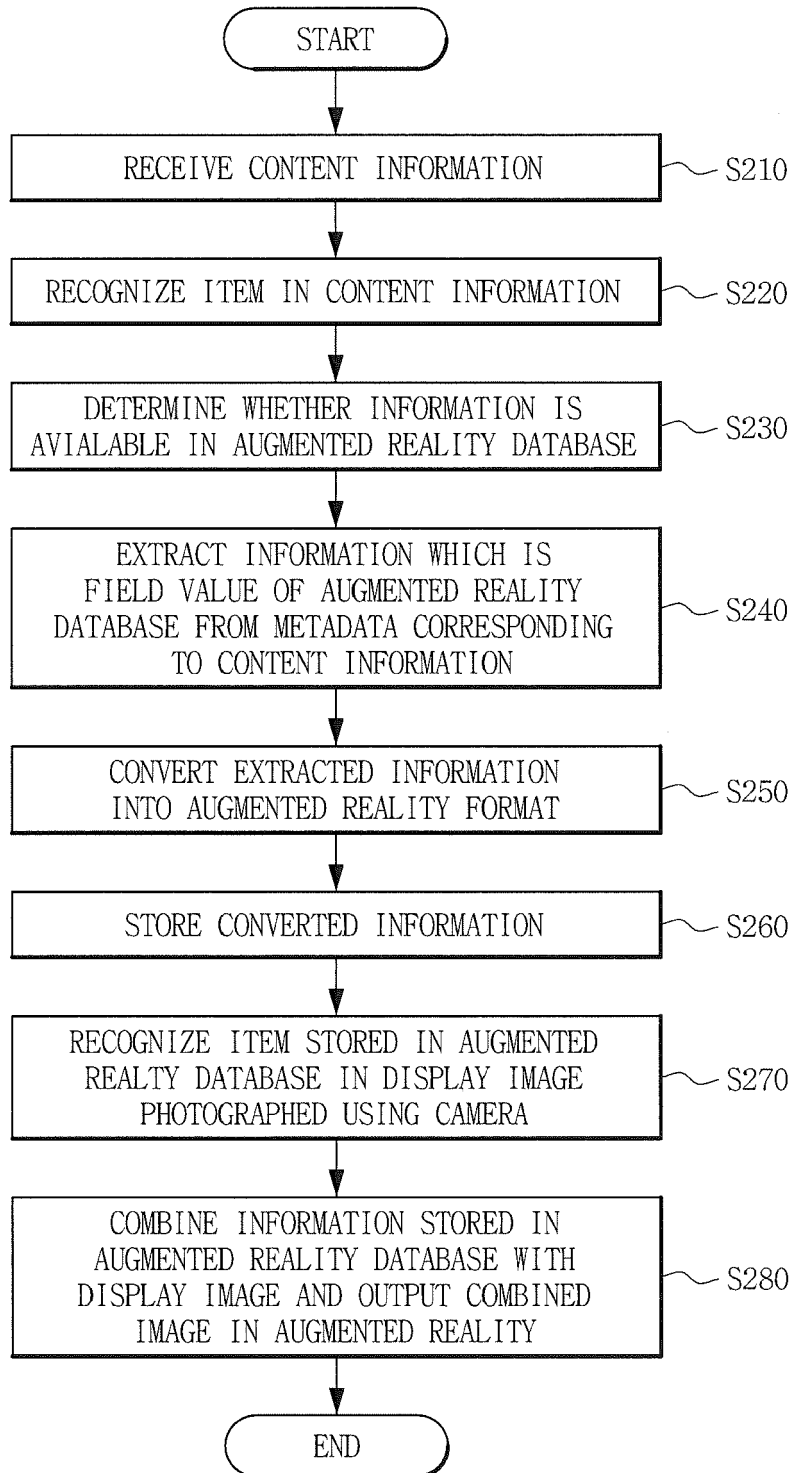 START
RECEIVE CONTENT INFORMATION
S210
RECOGNIZE ITEM IN CONTENT INFORMATION
S220
DETERMINE WHETHER INFORMATION IS
AVIALABLE IN AUGMENTED REALITY DATABASE
S230
EXTRACT INFORMATION WHICH IS
FIELD VALUE OF AUGMENTED REALITY
DATABASE FROM METADATA CORRESPONDING
TO CONTENT INFORMATION
S240
CONVERT EXTRACTED INFORMATION
INTO AUGMENTED REALITY FORMAT
S250
STORE CONVERTED INFORMATION
S260
RECOGNIZE ITEM STORED IN AUGMENTED
REALTY DATABASE IN DISPLAY IMAGE
PHOTOGRAPHED USING CAMERA
S270
COMBINE INFORMATION STORED IN
AUGMENTED REALITY DATABASE WITH
DISPLAY IMAGE AND OUTPUT COMBINED
IMAGE IN AUGMENTED REALITY
S280
END